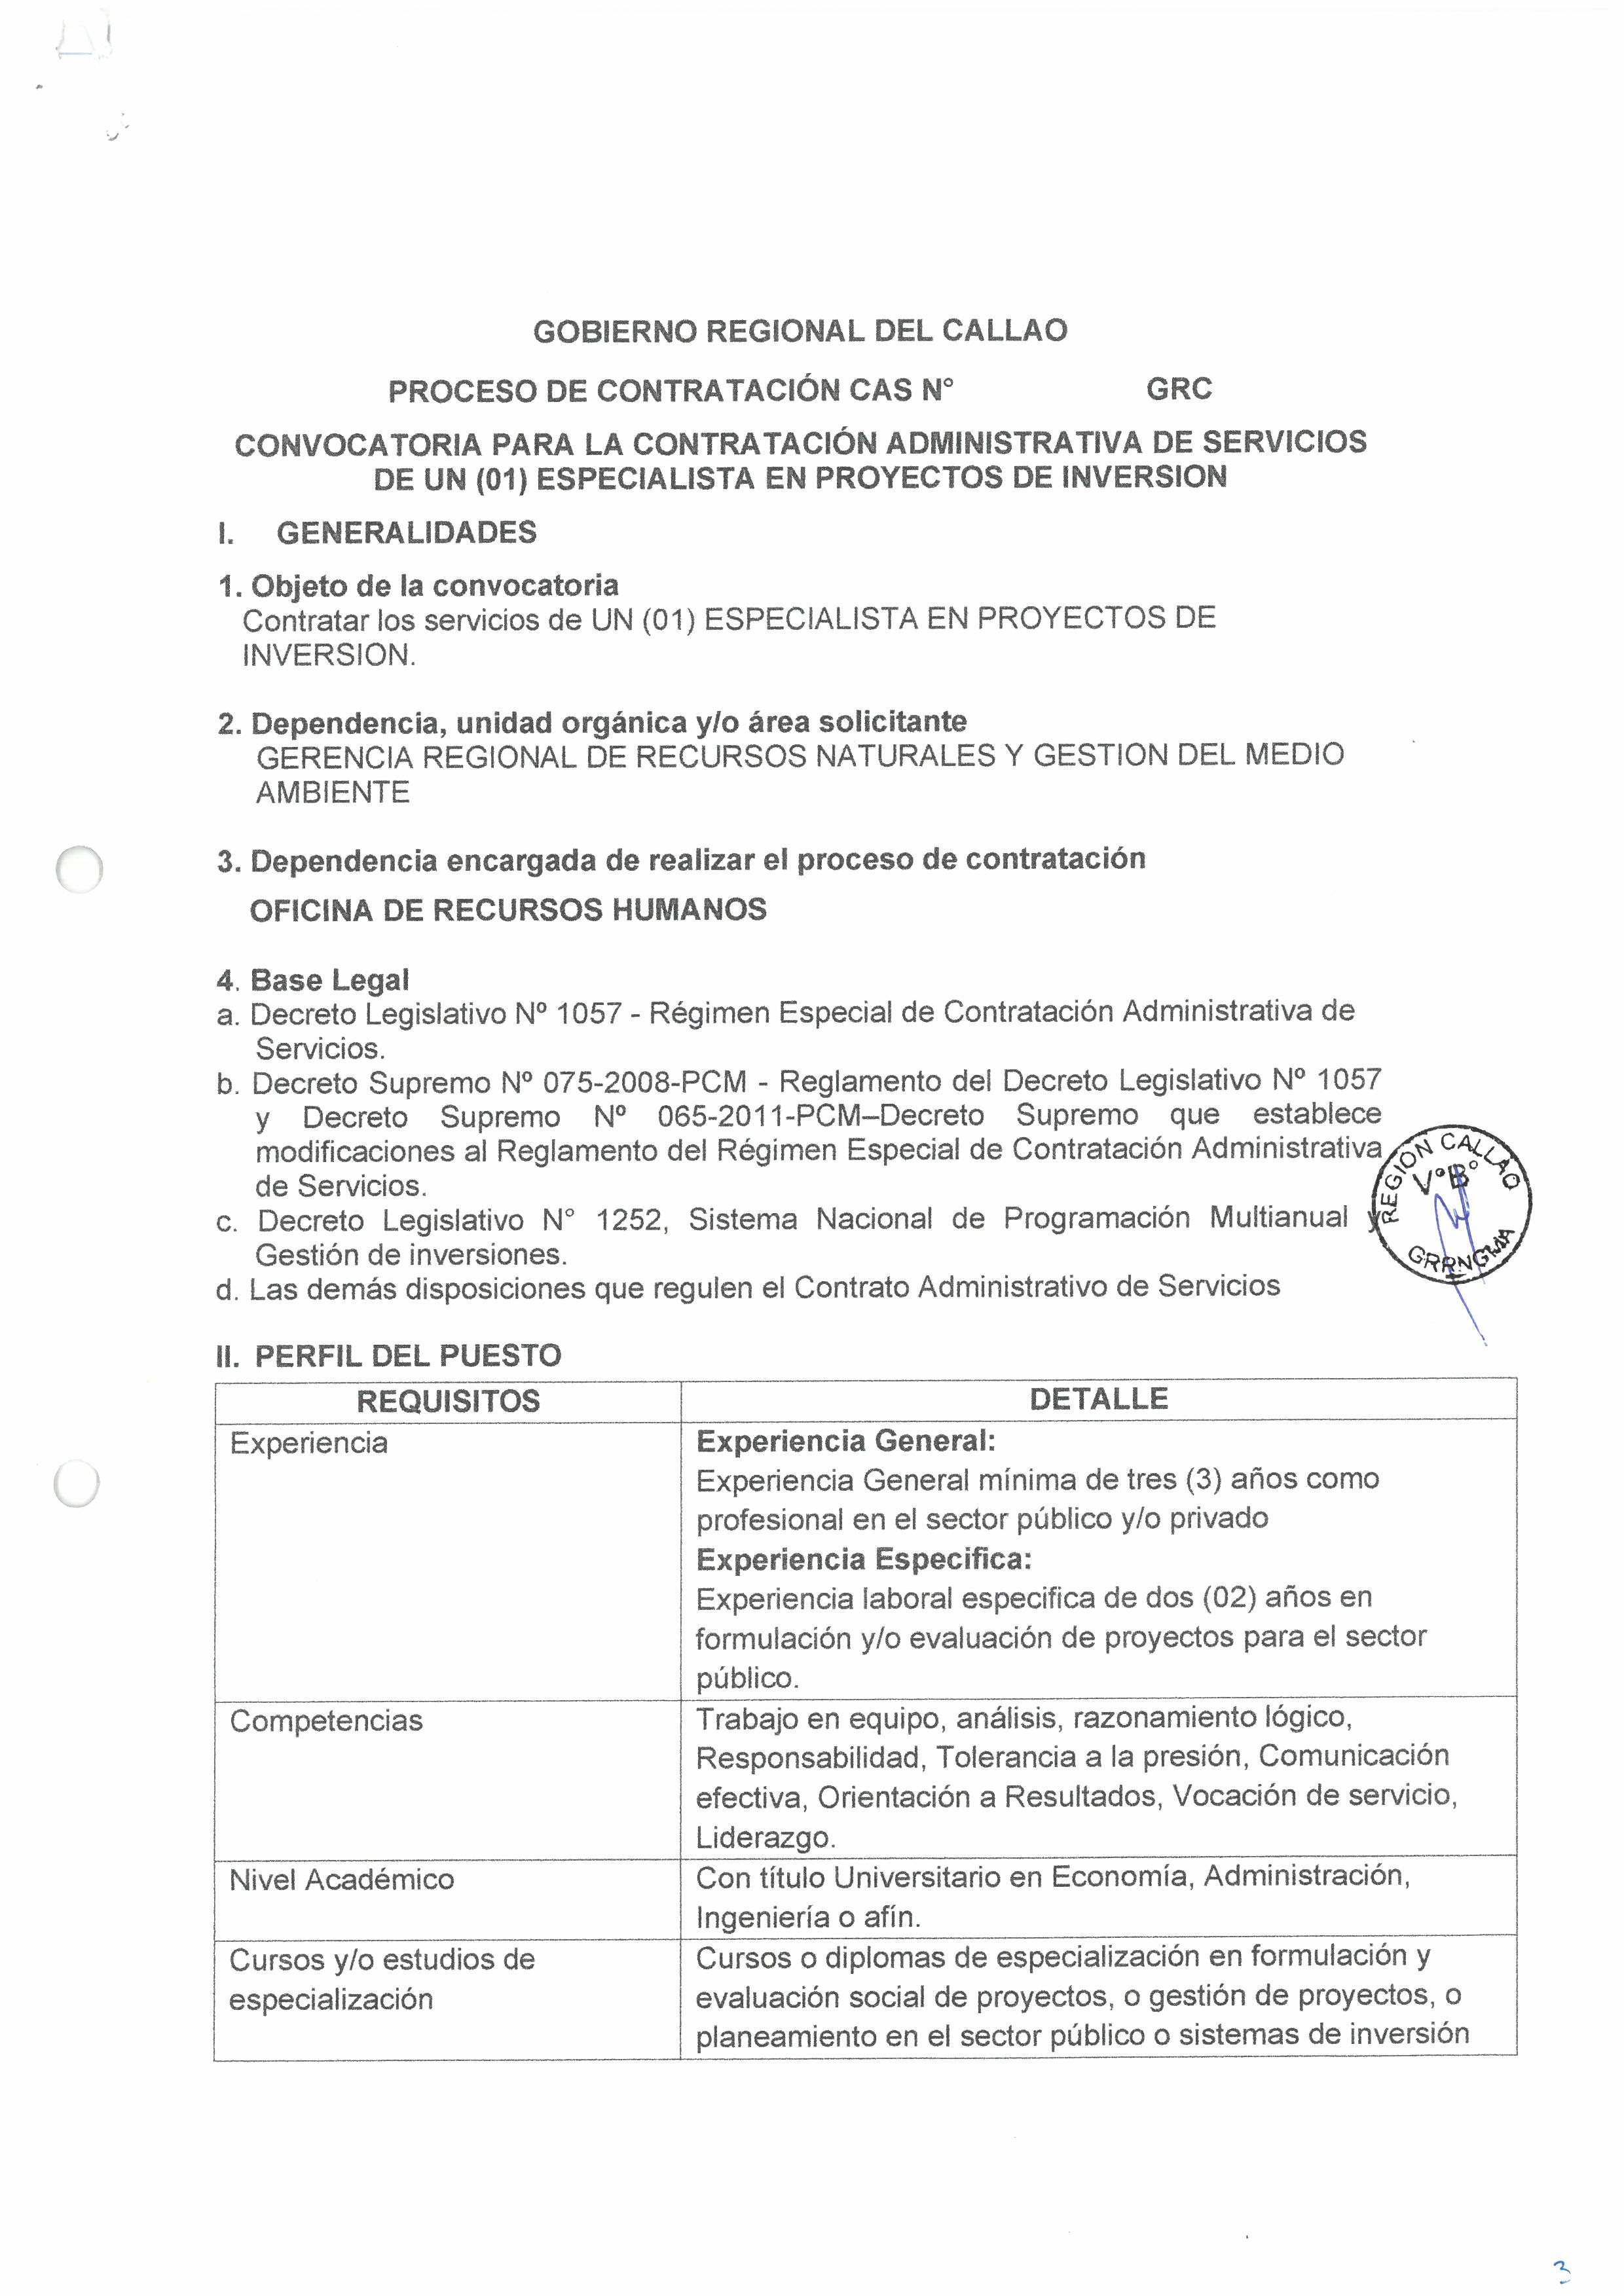 GOBIERNO REGIONAL DEL CALLAO
PROCESO DE CONTRATACIÓN CAS N° GRC
CONVOCATORIA PARA LA CONTRATACIÓN ADMINISTRATIVA DE SERVICIOS
DE UN (01) ESPECIALISTA EN PROYECTOS DE INVERSION
I. GENERALIDADES
1. Objeto de la convocatoria
Contratar los servicios de UN (01) ESPECIALISTA EN PROYECTOS DE
INVERSION.
2. Dependencia, unidad orgánica y/o área solicitante
GERENCIA REGIONAL DE RECURSOS NATURALES Y GESTION DEL MEDIO
AMBIENTE
3. Dependencia encargada de realizar el proceso de contratación
OFICINA DE RECURSOS HUMANOS
4. Base Legal
a. Decreto Legislativo Nº 1057 - Régimen Especial de Contratación Administrativa de
Servicios.
b. Decreto Supremo Nº 075-2008-PCM - Reglamento del Decreto Legislativo Nº 1057
y Decreto Supremo Nº 065-2011-PCM–Decreto Supremo que establece
modificaciones al Reglamento del Régimen Especial de Contratación Administrativa
de Servicios.
c. Decreto Legislativo N° 1252, Sistema Nacional de Programación Multianual y
Gestión de inversiones.
d. Las demás disposiciones que regulen el Contrato Administrativo de Servicios
REGION CALLAO
V°B°
GRRNGMA
II. PERFIL DEL PUESTO
REQUISITOS DETALLE
Experiencia Experiencia General:
Experiencia General mínima de tres (3) años como
profesional en el sector público y/o privado
Experiencia Especifica:
Experiencia laboral especifica de dos (02) años en
formulación y/o evaluación de proyectos para el sector
público.
Competencias Trabajo en equipo, análisis, razonamiento lógico,
Responsabilidad, Tolerancia a la presión, Comunicación
efectiva, Orientación a Resultados, Vocación de servicio,
Liderazgo.
Nivel Académico Con título Universitario en Economía, Administración,
Ingeniería o afín.
Cursos y/o estudios de Cursos o diplomas de especialización en formulación y
especialización evaluación social de proyectos, o gestión de proyectos, o
planeamiento en el sector público o sistemas de inversión
3